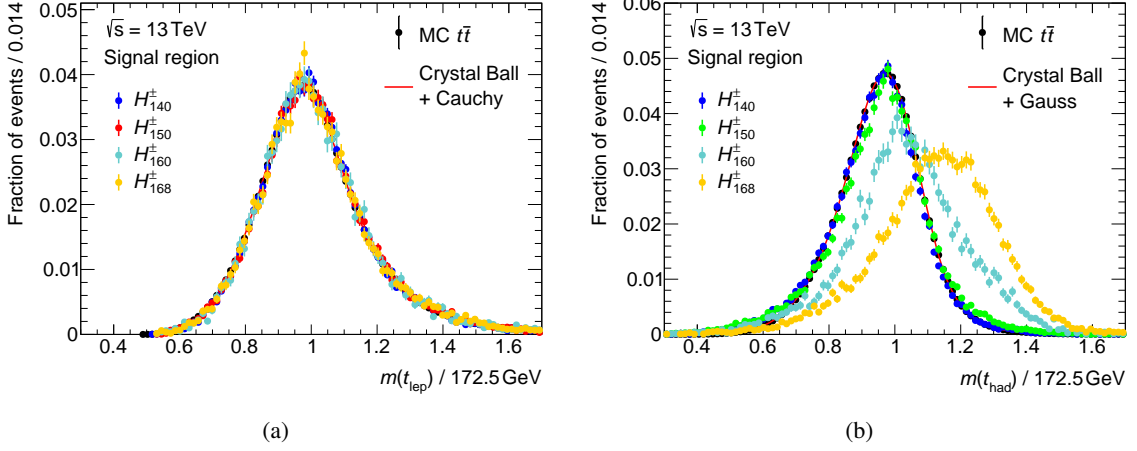 Fraction of events / 0.014
0.05
0.04
0.03
0.02
0.01
0
√s = 13 TeV
Signal region
H±140
H±150
H±160
H±168
MC tt̄
Crystal Ball
+ Cauchy
0.4 0.6 0.8 1 1.2 1.4 1.6
m(t_lep) / 172.5 GeV
(a)
Fraction of events / 0.014
0.06
0.05
0.04
0.03
0.02
0.01
0
√s = 13 TeV
Signal region
H±140
H±150
H±160
H±168
MC tt̄
Crystal Ball
+ Gauss
0.4 0.6 0.8 1 1.2 1.4 1.6
m(t_had) / 172.5 GeV
(b)